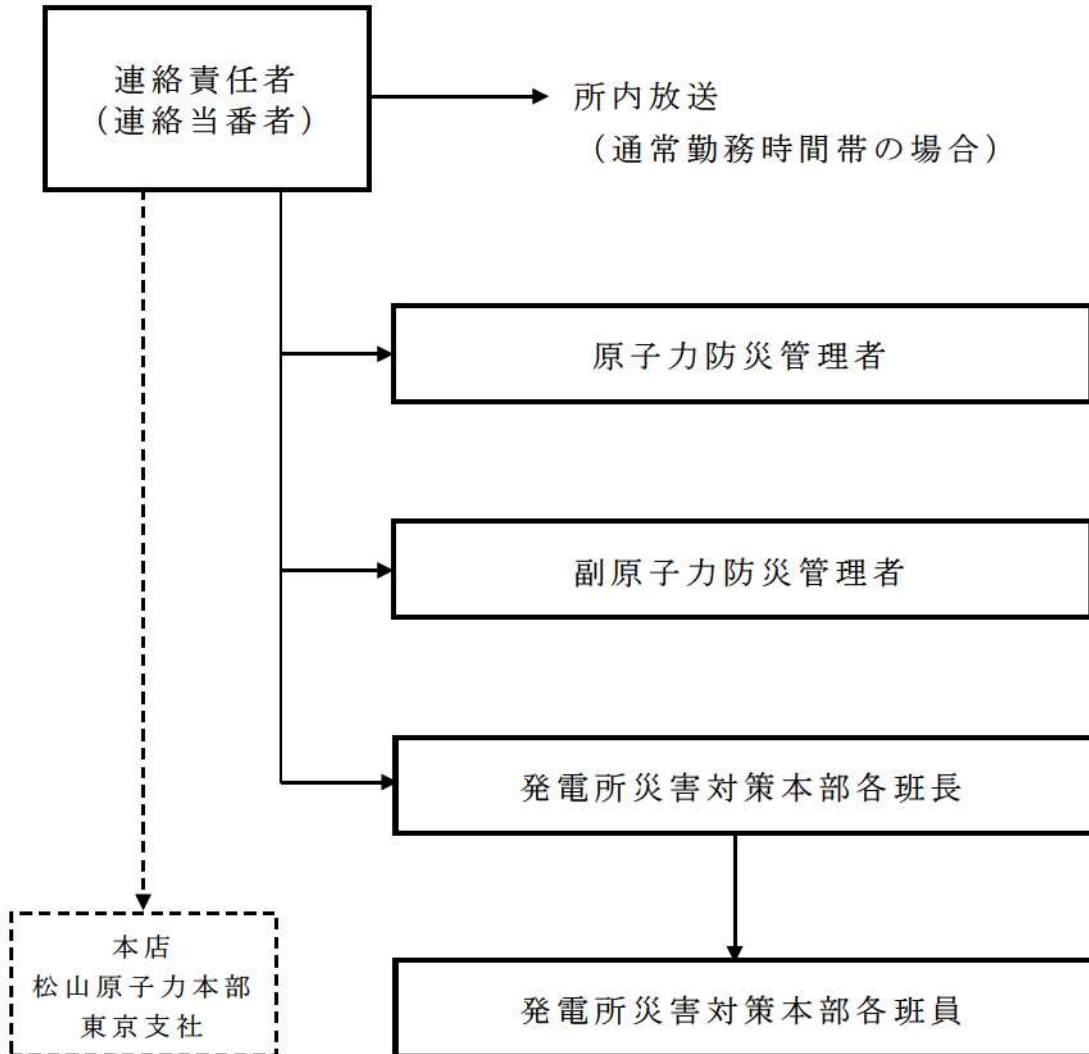 連絡責任者
（連絡当番者）
所内放送
（通常勤務時間帯の場合）
原子力防災管理者
副原子力防災管理者
発電所災害対策本部各班長
本店
松山原子力本部
東京支社
発電所災害対策本部各班員